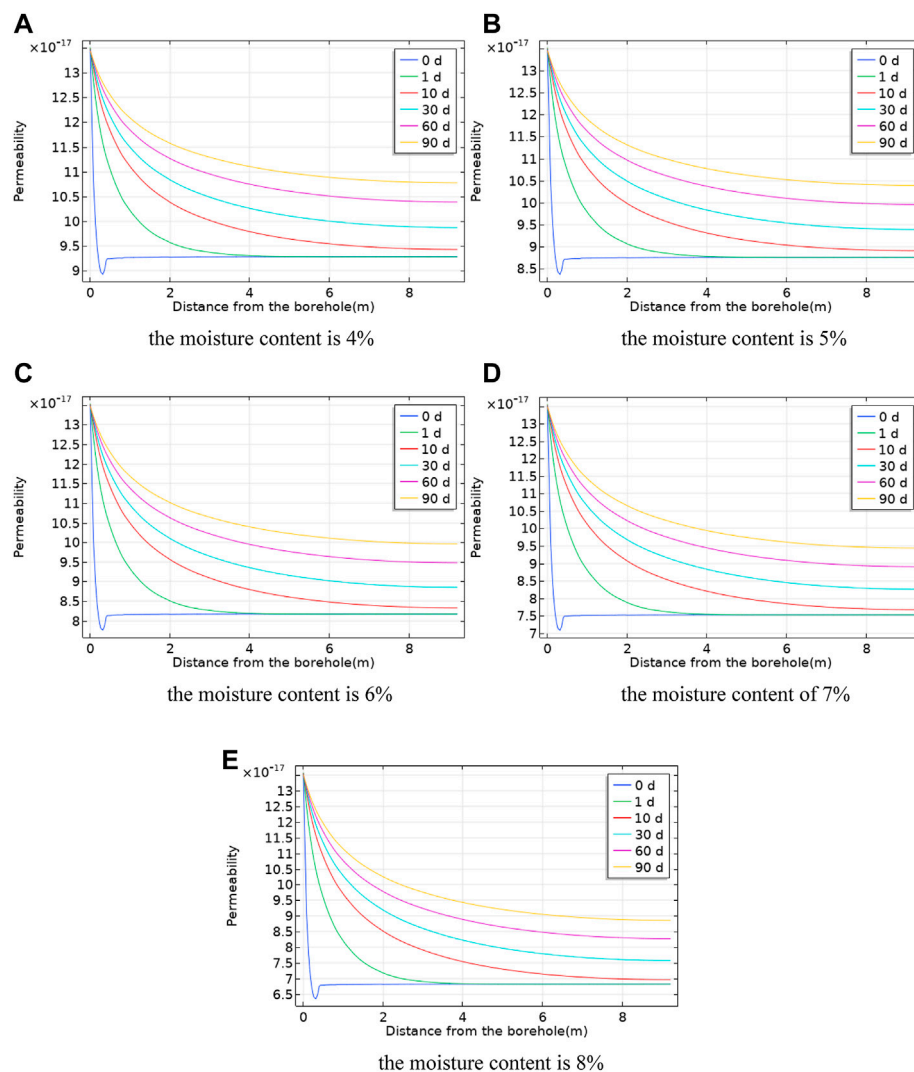 A
×10⁻¹⁷
13
12.5
12
11.5
11
10.5
10
9.5
9
Permeability
0 d
1 d
10 d
30 d
60 d
90 d
0 2 4 6 8
Distance from the borehole(m)
the moisture content is 4%
B
×10⁻¹⁷
13
12.5
12
11.5
11
10.5
10
9.5
9
8.5
Permeability
0 d
1 d
10 d
30 d
60 d
90 d
0 2 4 6 8
Distance from the borehole(m)
the moisture content is 5%
C
×10⁻¹⁷
13
12.5
12
11.5
11
10.5
10
9.5
9
8.5
8
Permeability
0 d
1 d
10 d
30 d
60 d
90 d
0 2 4 6 8
Distance from the borehole(m)
the moisture content is 6%
D
×10⁻¹⁷
13
12.5
12
11.5
11
10.5
10
9.5
9
8.5
8
7.5
7
Permeability
0 d
1 d
10 d
30 d
60 d
90 d
0 2 4 6 8
Distance from the borehole(m)
the moisture content of 7%
E
×10⁻¹⁷
13
12.5
12
11.5
11
10.5
10
9.5
9
8.5
8
7.5
7
6.5
Permeability
0 d
1 d
10 d
30 d
60 d
90 d
0 2 4 6 8
Distance from the borehole(m)
the moisture content is 8%